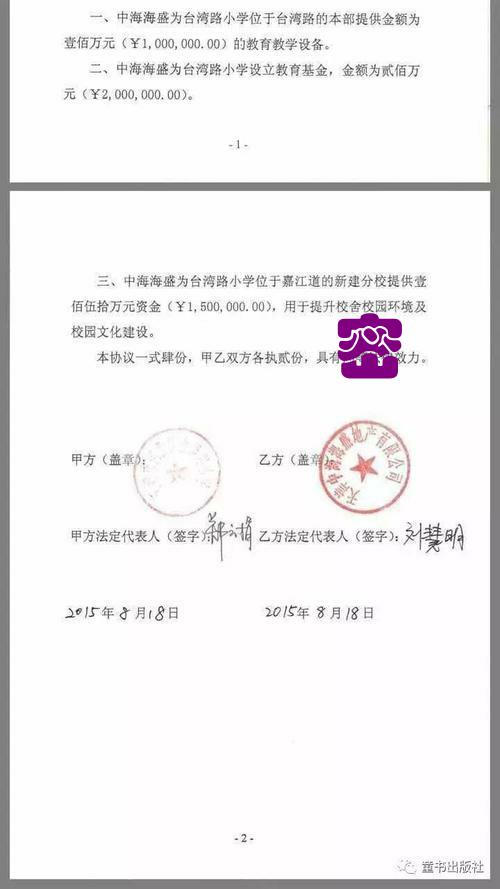 一、中海海盛为台湾路小学位于台湾路的本部提供金额为
壹佰万元（￥1,000,000.00）的教育教学设备。
二、中海海盛为台湾路小学设立教育基金，金额为贰佰万
元（￥2,000,000.00）。
- 1 -
三、中海海盛为台湾路小学位于嘉江道的新建分校提供壹
佰伍拾万元资金（￥1,500,000.00），用于提升校舍校园环境及
校园文化建设。
本协议一式肆份，甲乙双方各执贰份，具有 效力。
甲方（盖章）： 乙方（盖章）：
天津中海海盛地产有限公司
甲方法定代表人（签字）： 乙方法定代表人（签字）：刘慧明
2015年8月18日 2015年8月18日
- 2 -
童书出版社